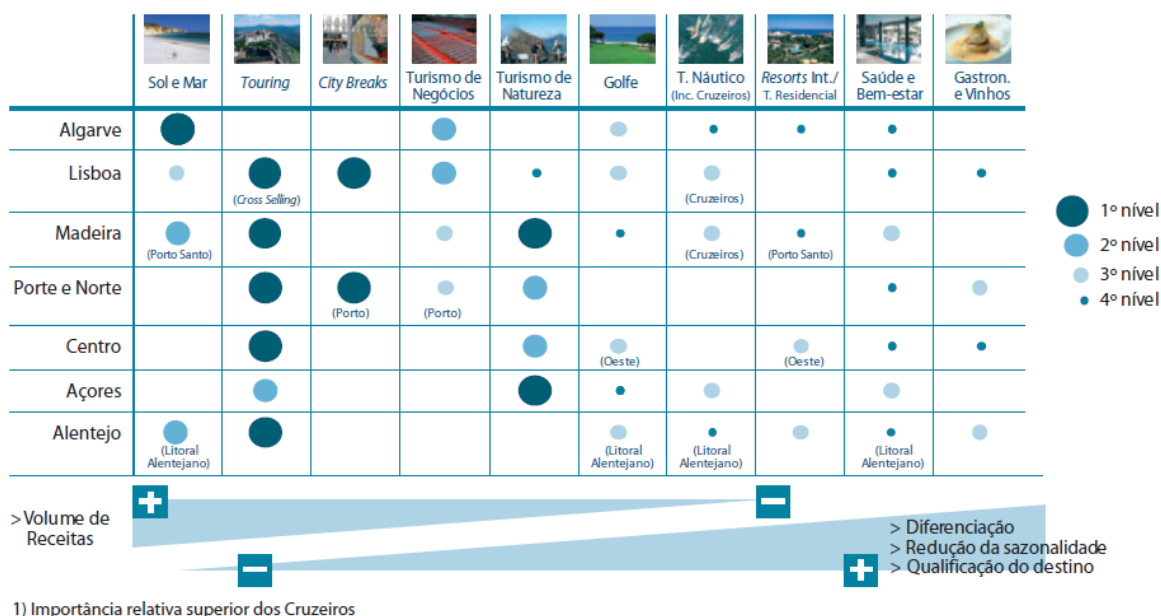 Sol e Mar
Touring
City Breaks
Turismo de
Negócios
Turismo de
Natureza
Golfe
T. Náutico
(Inc. Cruzeiros)
Resorts Int./
T. Residencial
Saúde e
Bem-estar
Gastron.
e Vinhos
Algarve
Lisboa
(Cross Selling)
(Cruzeiros)
Madeira
(Porto Santo)
(Cruzeiros)
(Porto Santo)
Porte e Norte
(Porto)
(Porto)
Centro
(Oeste)
(Oeste)
Açores
Alentejo
(Litoral
Alentejano)
(Litoral
Alentejano)
(Litoral
Alentejano)
(Litoral
Alentejano)
1º nível
2º nível
3º nível
4º nível
+
−
> Volume de
Receitas
−
+
> Diferenciação
> Redução da sazonalidade
> Qualificação do destino
1) Importância relativa superior dos Cruzeiros